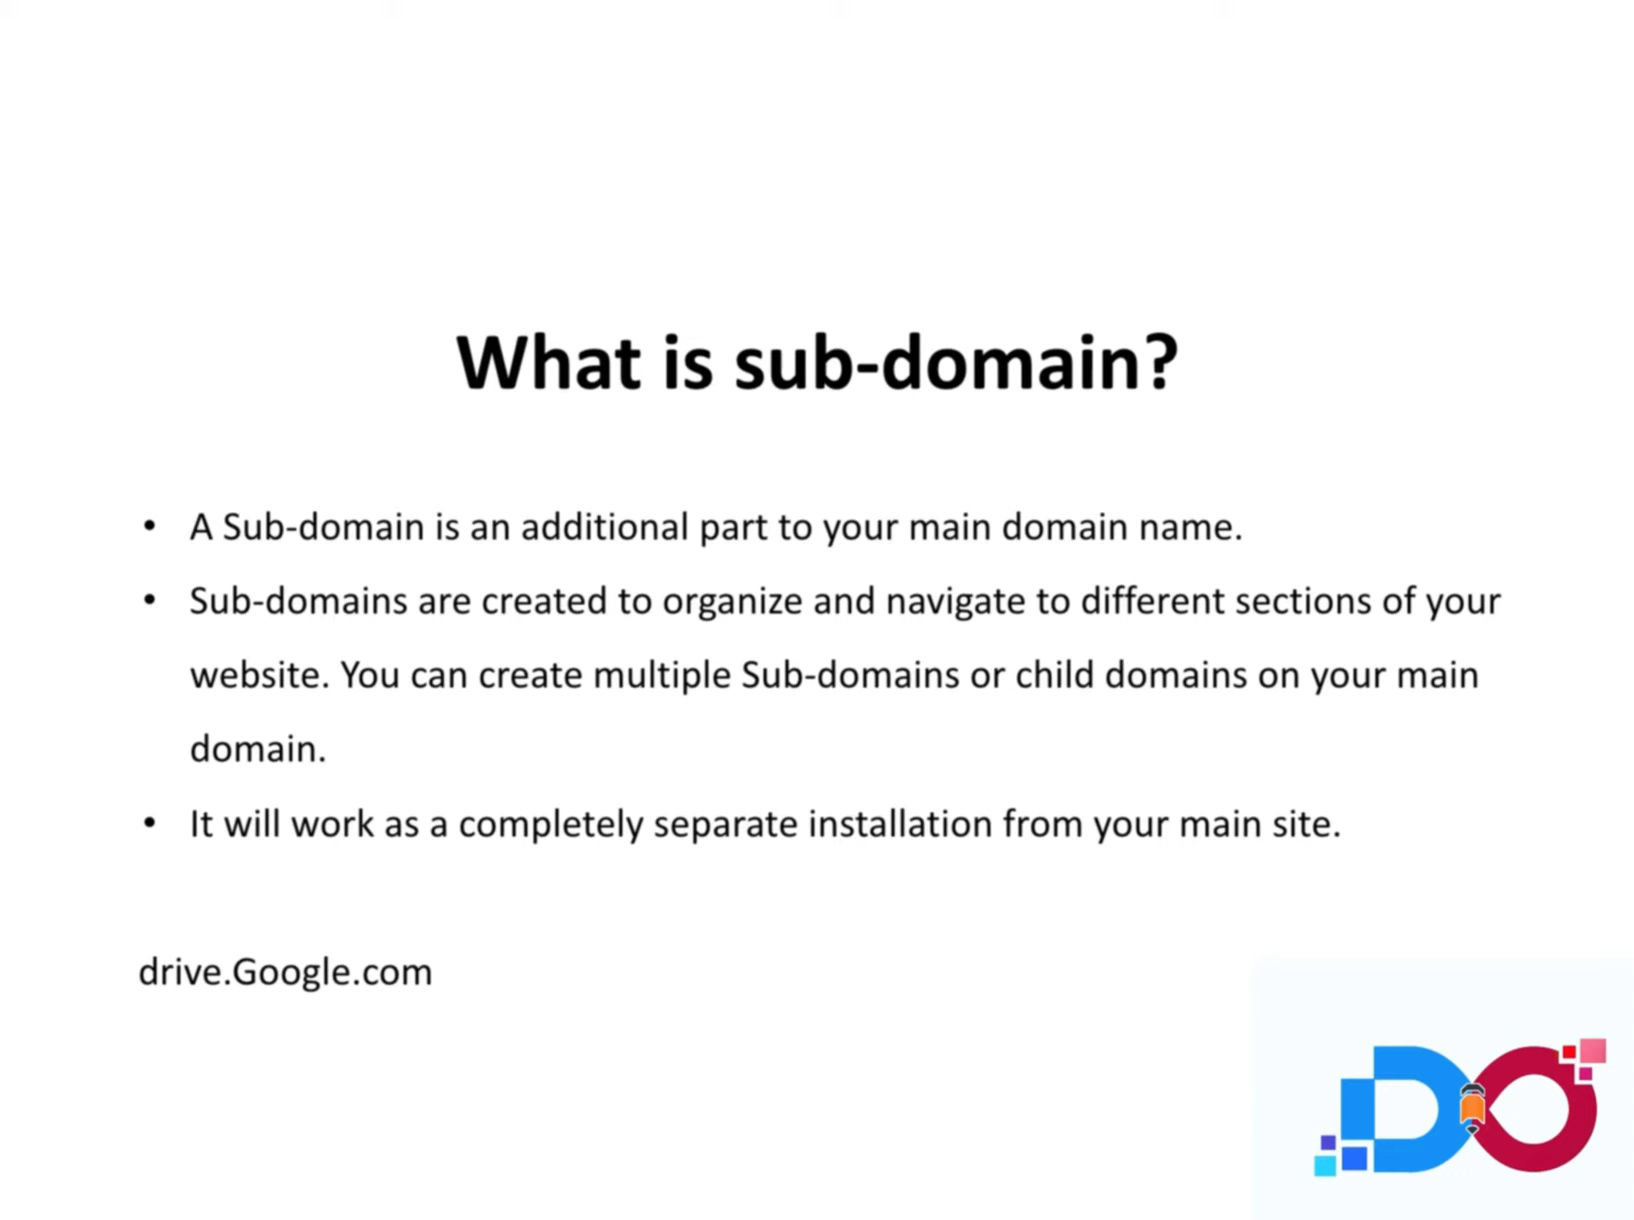 What is sub-domain?
• A Sub-domain is an additional part to your main domain name.
• Sub-domains are created to organize and navigate to different sections of your
website. You can create multiple Sub-domains or child domains on your main
domain.
• It will work as a completely separate installation from your main site.
drive.Google.com
DO